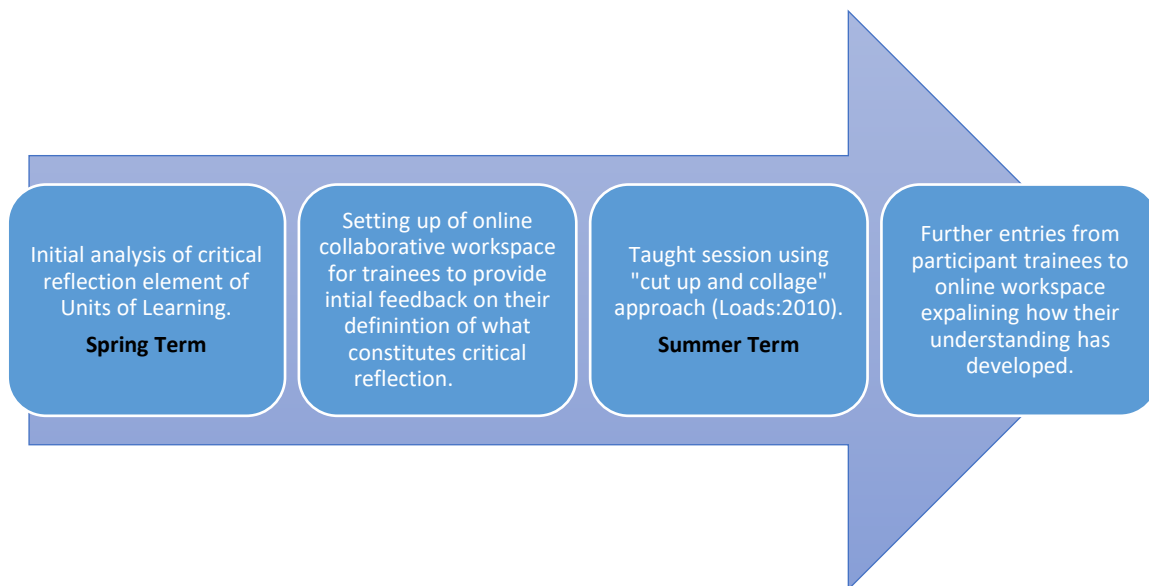 Initial analysis of critical
reflection element of
Units of Learning.
Spring Term
Setting up of online
collaborative workspace
for trainees to provide
intial feedback on their
definintion of what
constitutes critical
reflection.
Taught session using
"cut up and collage"
approach (Loads:2010).
Summer Term
Further entries from
participant trainees to
online workspace
expalining how their
understanding has
developed.